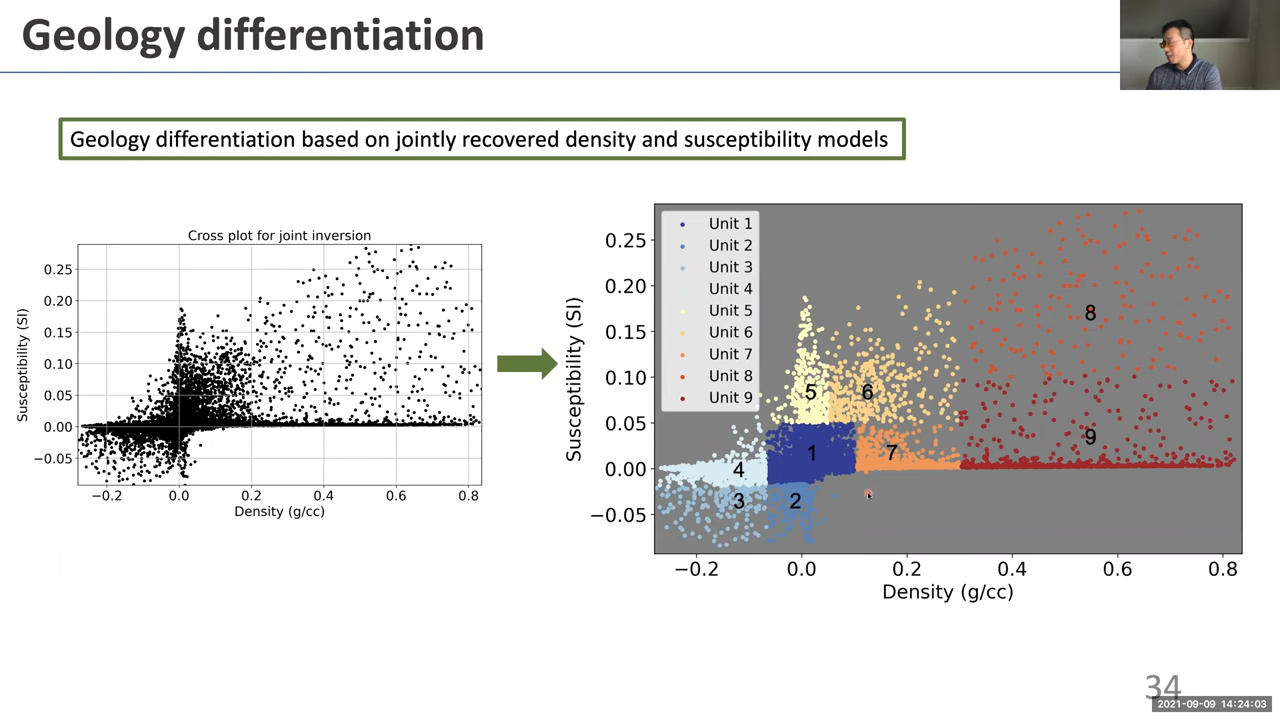 Geology differentiation
Geology differentiation based on jointly recovered density and susceptibility models
Cross plot for joint inversion
Susceptibility (SI)
0.25
0.20
0.15
0.10
0.05
0.00
−0.05
−0.2 0.0 0.2 0.4 0.6 0.8
Density (g/cc)
Susceptibility (SI)
0.25
0.20
0.15
0.10
0.05
0.00
−0.05
Unit 1
Unit 2
Unit 3
Unit 4
Unit 5
Unit 6
Unit 7
Unit 8
Unit 9
8
5 6
9
1 7
4
3 2
−0.2 0.0 0.2 0.4 0.6 0.8
Density (g/cc)
34
2021-09-09 14:24:03